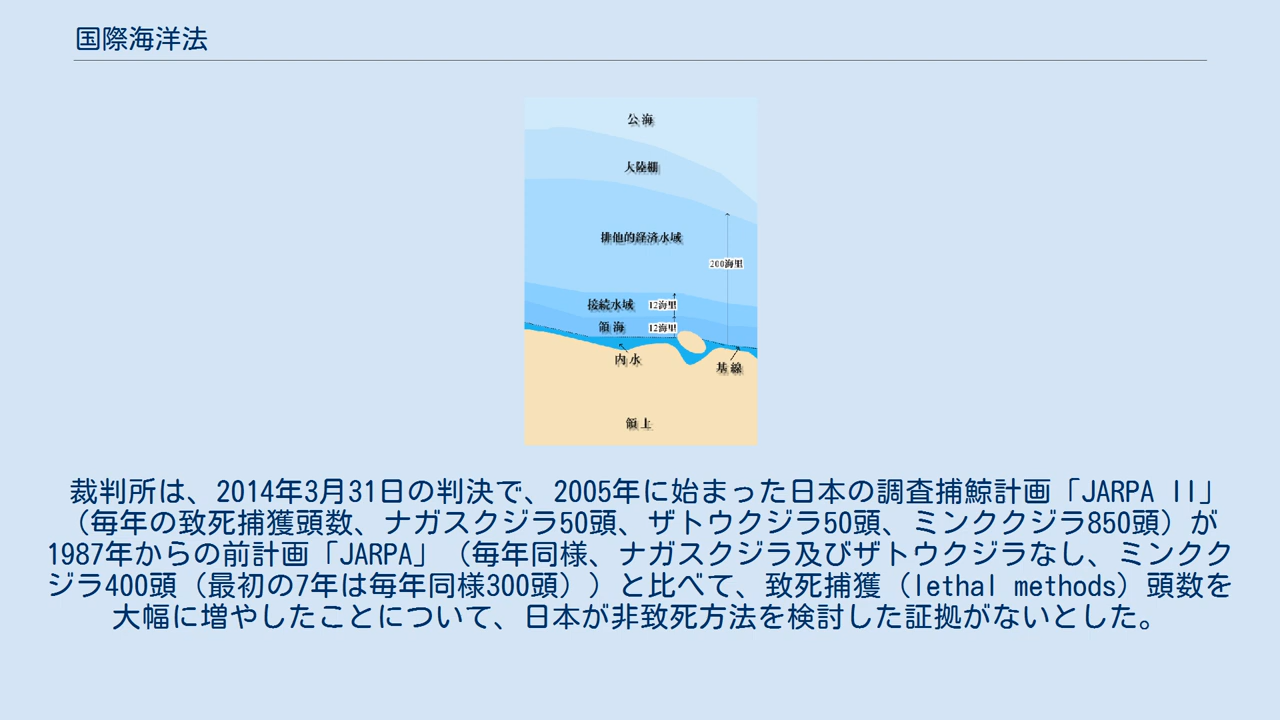 国際海洋法
公海
大陸棚
排他的経済水域
200海里
接続水域
12海里
領海
12海里
内水
基線
領土
裁判所は、2014年3月31日の判決で、2005年に始まった日本の調査捕鯨計画「JARPA II」
（毎年の致死捕獲頭数、ナガスクジラ50頭、ザトウクジラ50頭、ミンククジラ850頭）が
1987年からの前計画「JARPA」（毎年同様、ナガスクジラ及びザトウクジラなし、ミンクク
ジラ400頭（最初の7年は毎年同様300頭））と比べて、致死捕獲（lethal methods）頭数を
大幅に増やしたことについて、日本が非致死方法を検討した証拠がないとした。